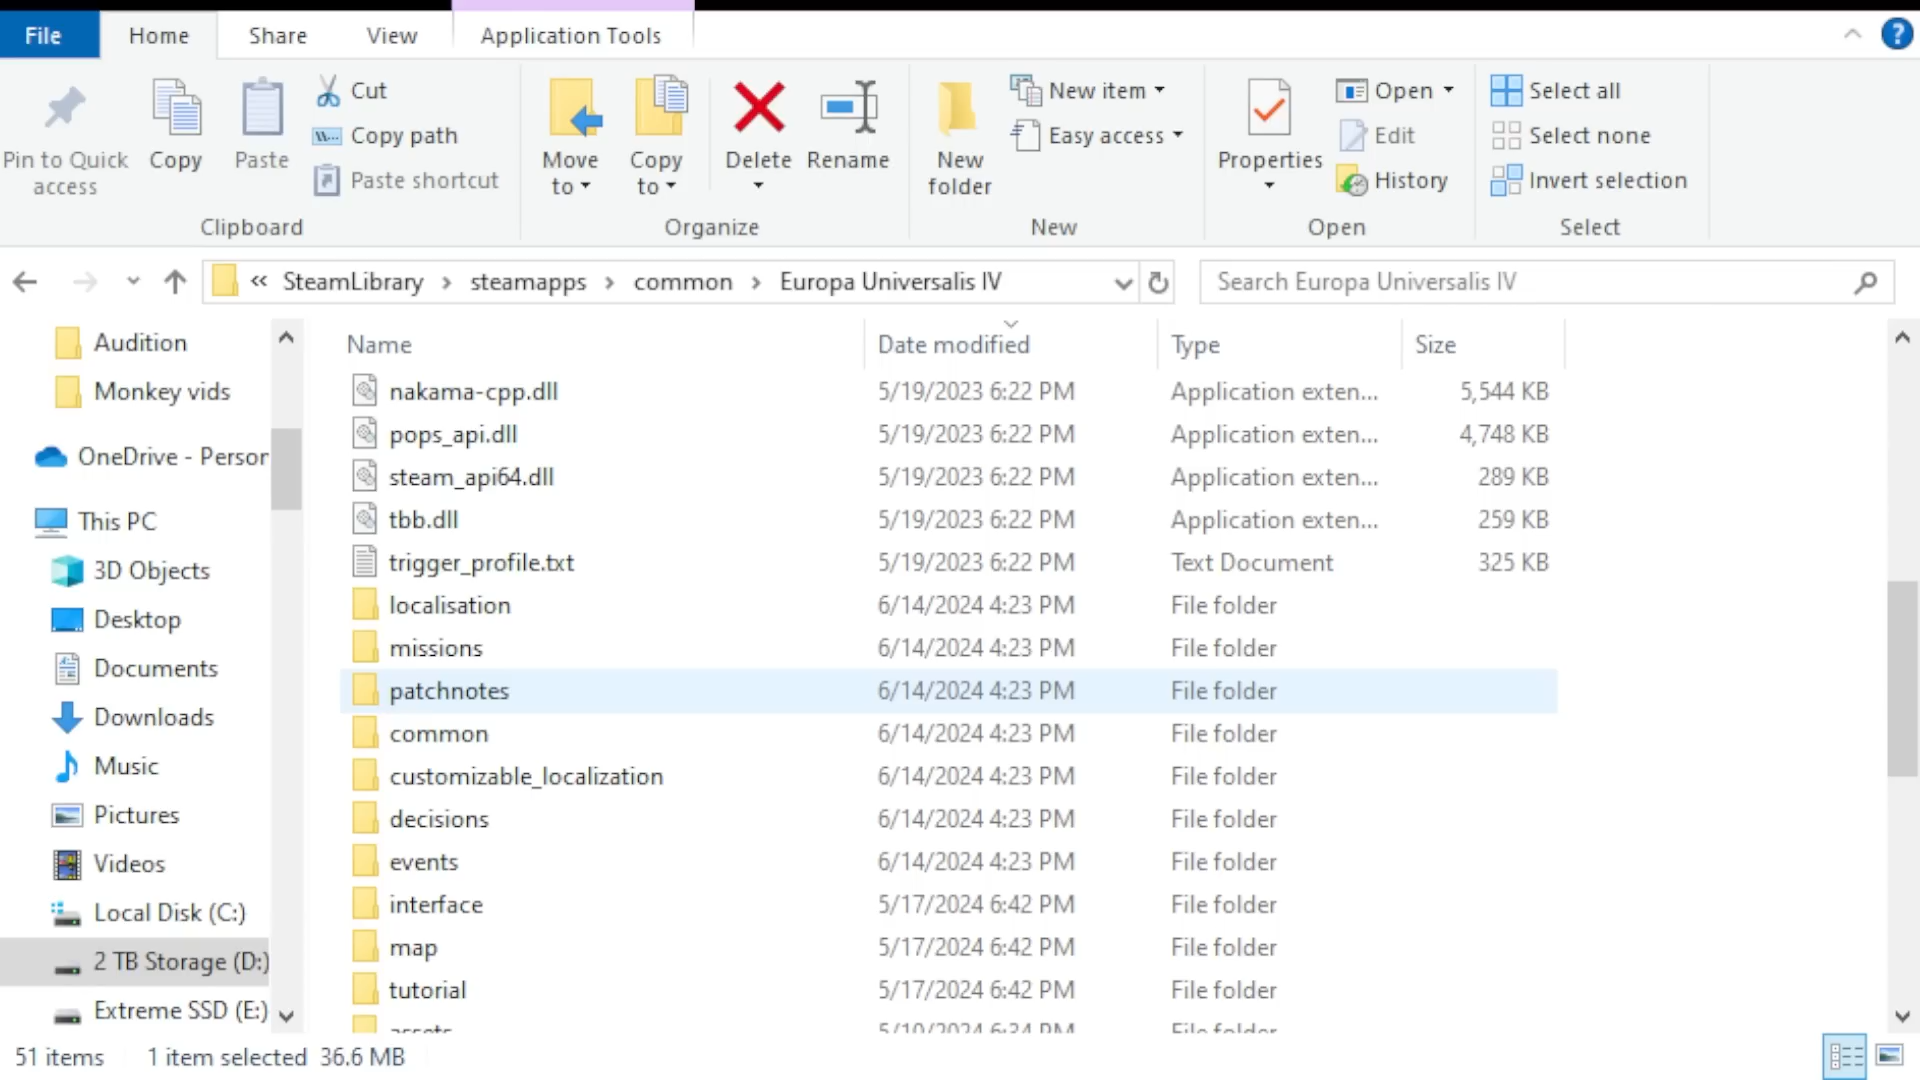 File Home Share View Application Tools
Pin to Quick access
Copy
Paste
Cut
Copy path
Paste shortcut
Clipboard
Move to
Copy to
Delete
Rename
Organize
New folder
New item
Easy access
New
Properties
Open
Edit
History
Open
Select all
Select none
Invert selection
Select
« SteamLibrary > steamapps > common > Europa Universalis IV
Search Europa Universalis IV
Audition
Monkey vids
OneDrive - Person
This PC
3D Objects
Desktop
Documents
Downloads
Music
Pictures
Videos
Local Disk (C:)
2 TB Storage (D:)
Extreme SSD (E:)
Name Date modified Type Size
nakama-cpp.dll 5/19/2023 6:22 PM Application exten... 5,544 KB
pops_api.dll 5/19/2023 6:22 PM Application exten... 4,748 KB
steam_api64.dll 5/19/2023 6:22 PM Application exten... 289 KB
tbb.dll 5/19/2023 6:22 PM Application exten... 259 KB
trigger_profile.txt 5/19/2023 6:22 PM Text Document 325 KB
localisation 6/14/2024 4:23 PM File folder
missions 6/14/2024 4:23 PM File folder
patchnotes 6/14/2024 4:23 PM File folder
common 6/14/2024 4:23 PM File folder
customizable_localization 6/14/2024 4:23 PM File folder
decisions 6/14/2024 4:23 PM File folder
events 6/14/2024 4:23 PM File folder
interface 5/17/2024 6:42 PM File folder
map 5/17/2024 6:42 PM File folder
tutorial 5/17/2024 6:42 PM File folder
assets 5/10/2024 6:34 PM File folder
51 items 1 item selected 36.6 MB